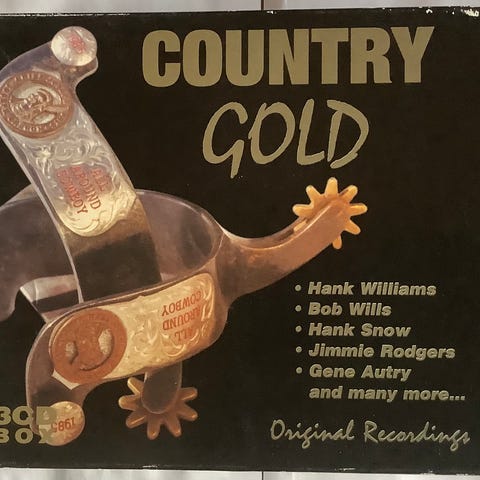 COUNTRY
GOLD
ALL
AROUND
COWBOY
ALL
AROUND
COWBOY
• Hank Williams
• Bob Wills
• Hank Snow
• Jimmie Rodgers
• Gene Autry
and many more...
3CD
BOX
1985
Original Recordings